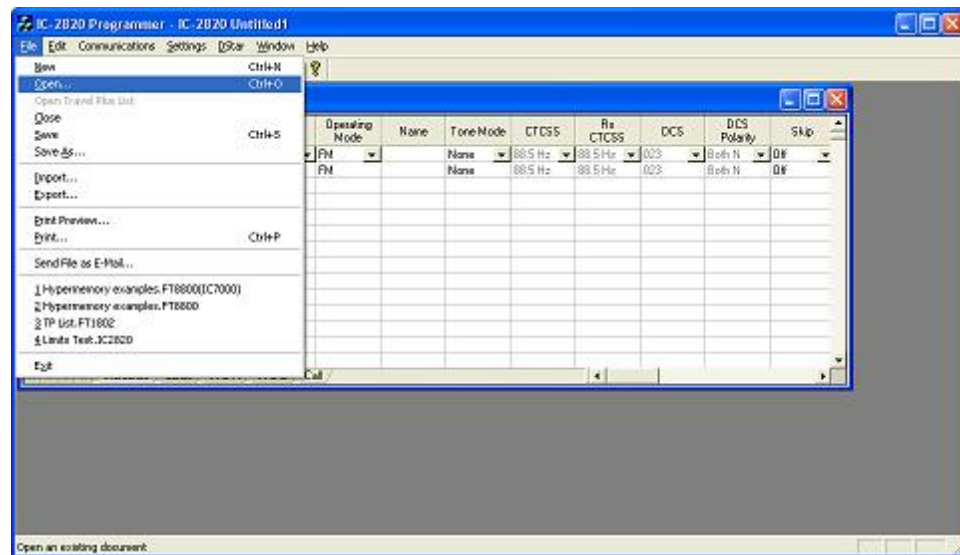 IC-2820 Programmer - IC-2820 Untitled1
File Edit Communications Settings DStar Window Help
New Ctrl+N
Open... Ctrl+O
Open Travel Plus List
Close
Save Ctrl+S
Save As...
Import...
Export...
Print Preview...
Print... Ctrl+P
Send File as E-Mail...
1 Hypermemory examples.FT8800(IC7000)
2 Hypermemory examples.FT8800
3 TP List.FT1802
4 Limits Test.IC2820
Exit
Operating Mode Name Tone Mode CTCSS Rx CTCSS DCS DCS Polarity Skip
FM None 88.5 Hz 88.5 Hz 023 Both N Off
FM None 88.5 Hz 88.5 Hz 023 Both N Off
Call
Open an existing document